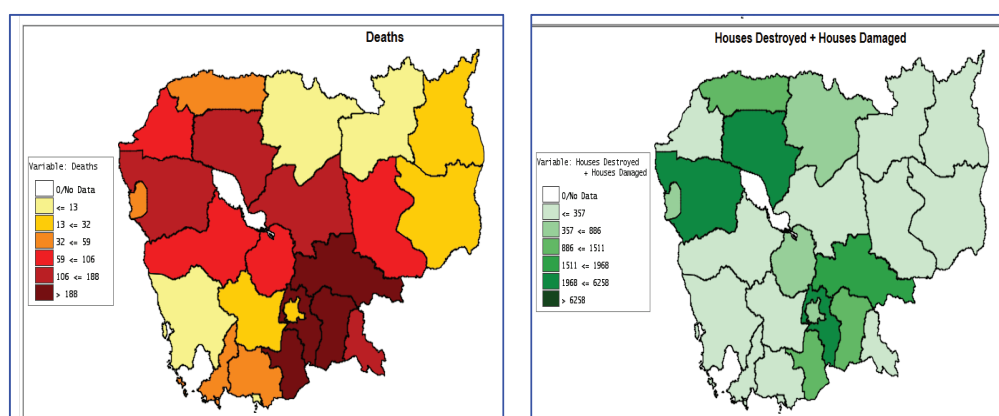 Deaths
Variable: Deaths
0/No Data
<= 13
13 <= 32
32 <= 59
59 <= 106
106 <= 188
> 188
Houses Destroyed + Houses Damaged
Variable: Houses Destroyed
+ Houses Damaged
0/No Data
<= 357
357 <= 886
886 <= 1511
1511 <= 1968
1968 <= 6258
> 6258